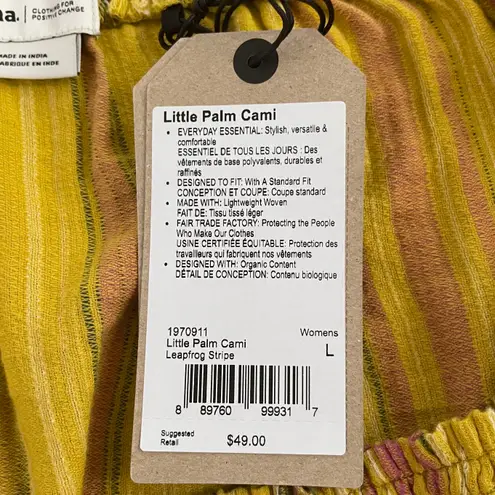 na.
CLOTHING FOR
POSITIVE CHANGE
MADE IN INDIA
FABRIQUE EN INDE
Little Palm Cami
• EVERYDAY ESSENTIAL: Stylish, versatile &
comfortable
ESSENTIEL DE TOUS LES JOURS : Des
vêtements de base polyvalents, durables et
raffinés
• DESIGNED TO FIT: With A Standard Fit
CONCEPTION ET COUPE: Coupe standard
• MADE WITH: Lightweight Woven
FAIT DE: Tissu tissé léger
• FAIR TRADE FACTORY: Protecting the People
Who Make Our Clothes
USINE CERTIFIÉE ÉQUITABLE: Protection des
travailleurs qui fabriquent nos vêtements
• DESIGNED WITH: Organic Content
DÉTAIL DE CONCEPTION: Contenu biologique
1970911 Womens
Little Palm Cami L
Leapfrog Stripe
8 89760 99931 7
Suggested
Retail $49.00